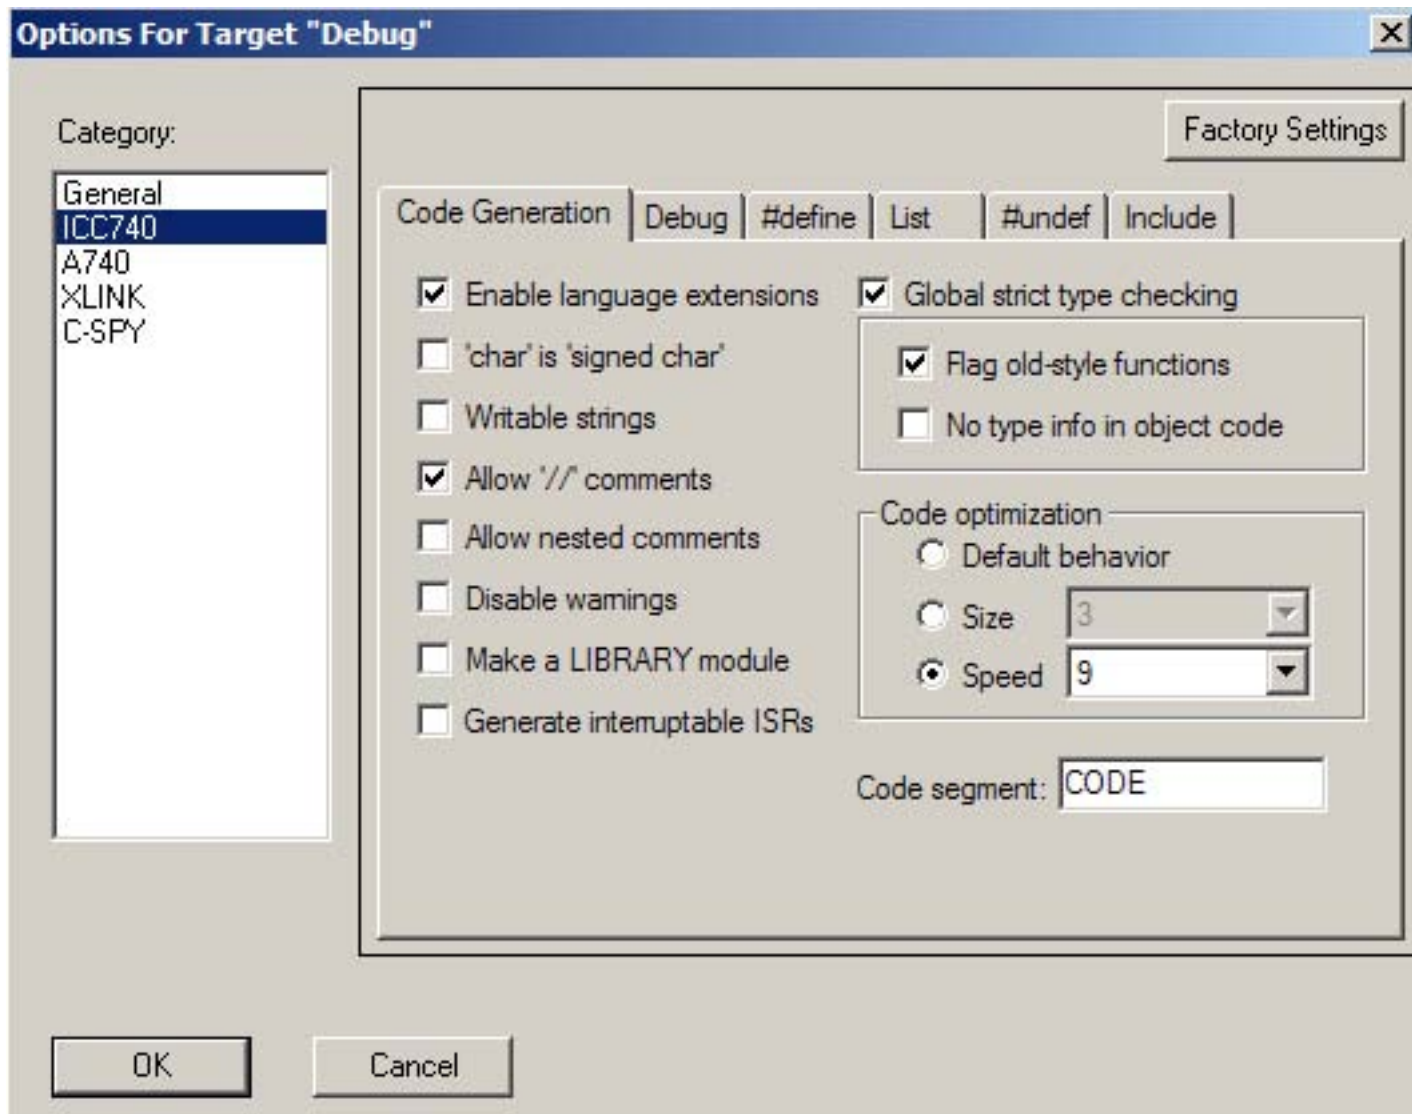 Options For Target "Debug"
Category:
General
ICC740
A740
XLINK
C-SPY
Factory Settings
Code Generation Debug #define List #undef Include
Enable language extensions
'char' is 'signed char'
Writable strings
Allow '//' comments
Allow nested comments
Disable warnings
Make a LIBRARY module
Generate interruptable ISRs
Global strict type checking
Flag old-style functions
No type info in object code
Code optimization
Default behavior
Size 3
Speed 9
Code segment: CODE
OK Cancel